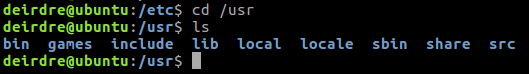 deirdre@ubuntu:/etc$ cd /usr
deirdre@ubuntu:/usr$ ls
bin  games  include  lib  local  locale  sbin  share  src
deirdre@ubuntu:/usr$